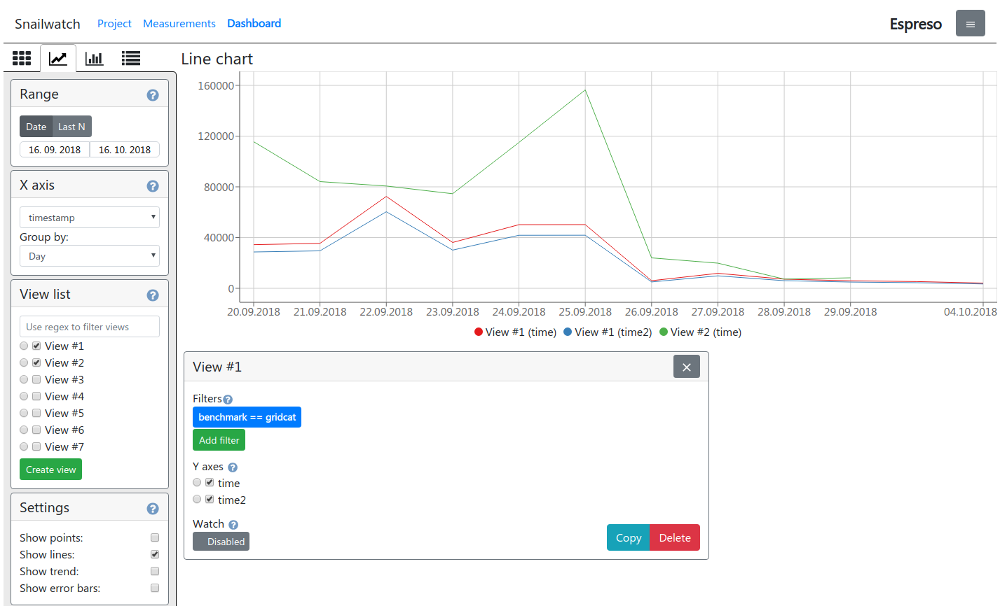 Snailwatch Project Measurements Dashboard Espreso
Line chart
Range
Date Last N
16. 09. 2018 16. 10. 2018
X axis
timestamp
Group by:
Day
View list
Use regex to filter views
View #1
View #2
View #3
View #4
View #5
View #6
View #7
Create view
Settings
Show points:
Show lines:
Show trend:
Show error bars:
160000
120000
80000
40000
0
20.09.2018 21.09.2018 22.09.2018 23.09.2018 24.09.2018 25.09.2018 26.09.2018 27.09.2018 28.09.2018 29.09.2018 04.10.2018
View #1 (time) View #1 (time2) View #2 (time)
View #1
Filters
benchmark == gridcat
Add filter
Y axes
time
time2
Watch
Disabled
Copy Delete